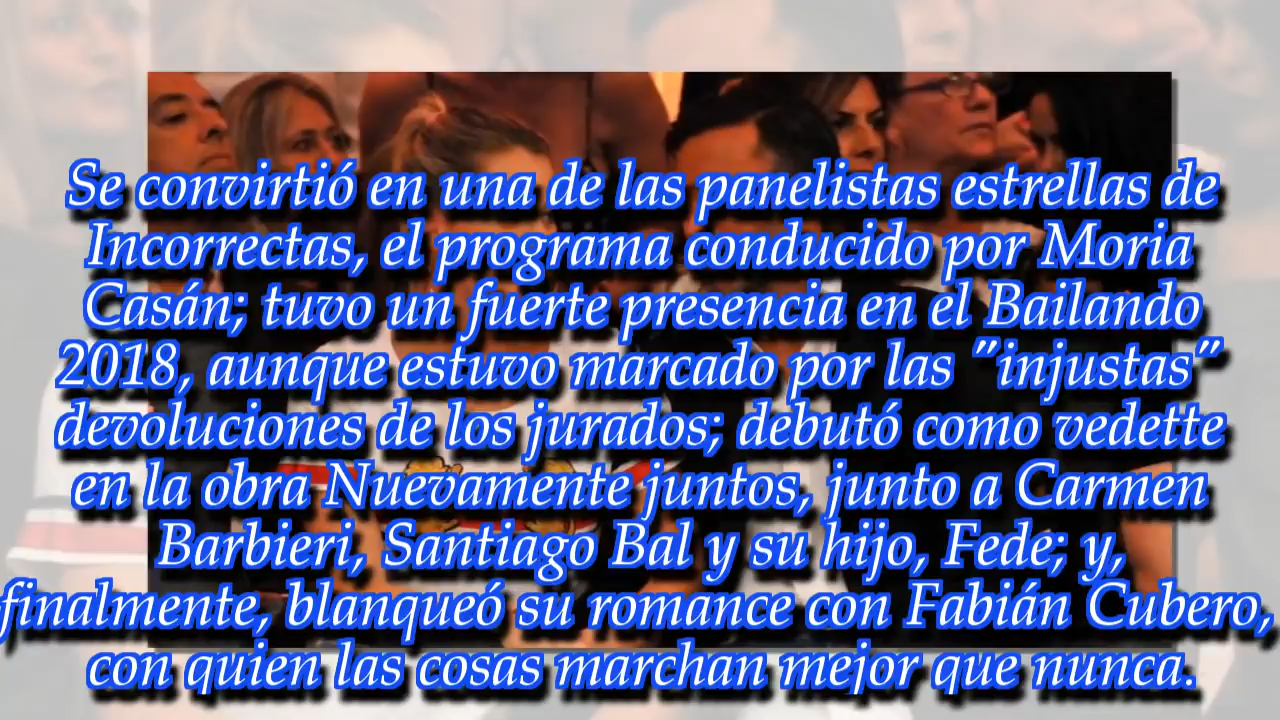 Se convirtió en una de las panelistas estrellas de
Incorrectas, el programa conducido por Moria
Casán; tuvo un fuerte presencia en el Bailando
2018, aunque estuvo marcado por las "injustas"
devoluciones de los jurados; debutó como vedette
en la obra Nuevamente juntos, junto a Carmen
Barbieri, Santiago Bal y su hijo, Fede; y,
finalmente, blanqueó su romance con Fabián Cubero,
con quien las cosas marchan mejor que nunca.